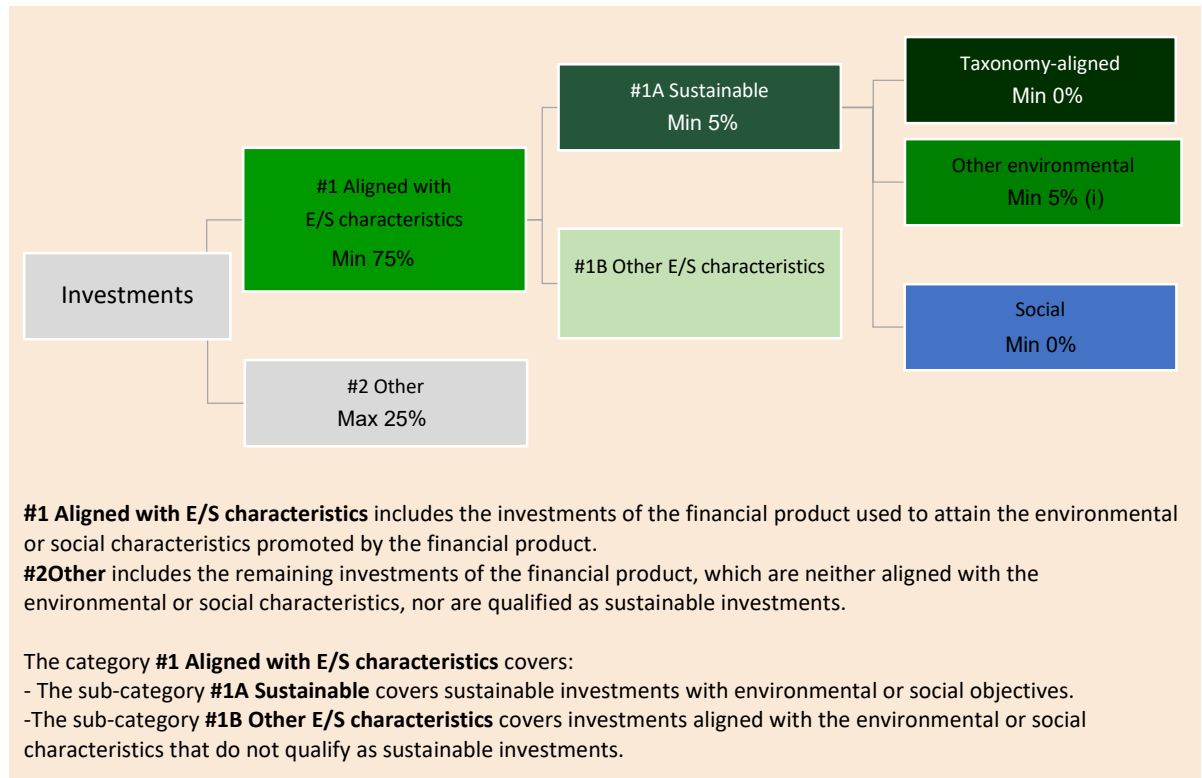 Investments
#1 Aligned with
E/S characteristics
Min 75%
#2 Other
Max 25%
#1A Sustainable
Min 5%
#1B Other E/S characteristics
Taxonomy-aligned
Min 0%
Other environmental
Min 5% (i)
Social
Min 0%
#1 Aligned with E/S characteristics includes the investments of the financial product used to attain the environmental
or social characteristics promoted by the financial product.
#2Other includes the remaining investments of the financial product, which are neither aligned with the
environmental or social characteristics, nor are qualified as sustainable investments.
The category #1 Aligned with E/S characteristics covers:
- The sub-category #1A Sustainable covers sustainable investments with environmental or social objectives.
-The sub-category #1B Other E/S characteristics covers investments aligned with the environmental or social
characteristics that do not qualify as sustainable investments.